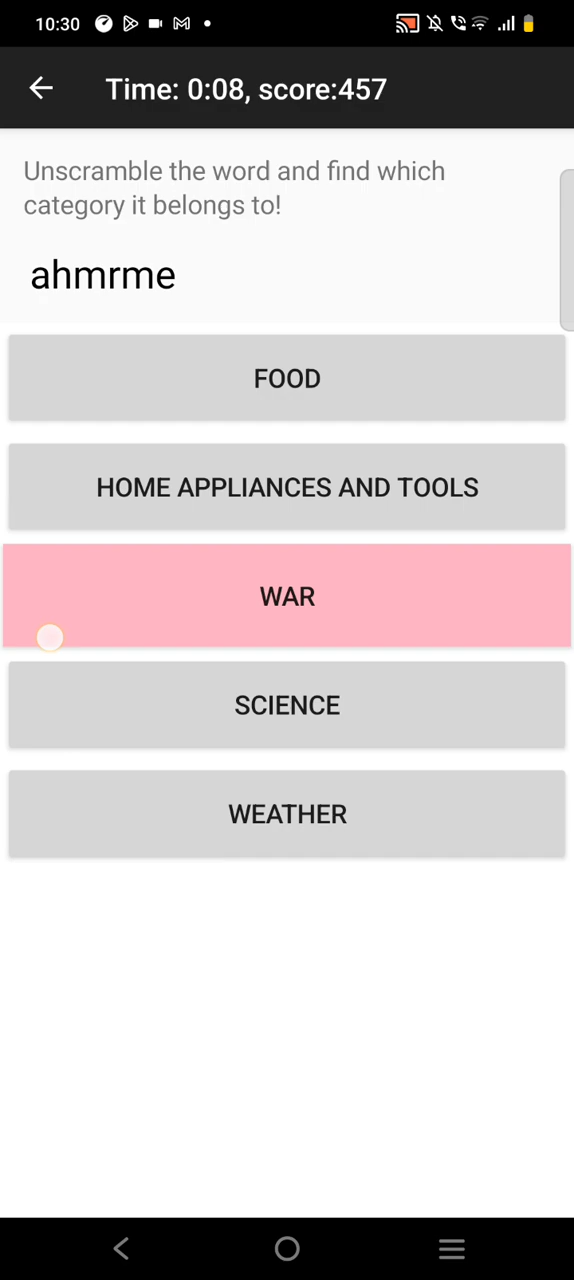 10:30
Time: 0:08, score:457
Unscramble the word and find which
category it belongs to!
ahmrme
FOOD
HOME APPLIANCES AND TOOLS
WAR
SCIENCE
WEATHER